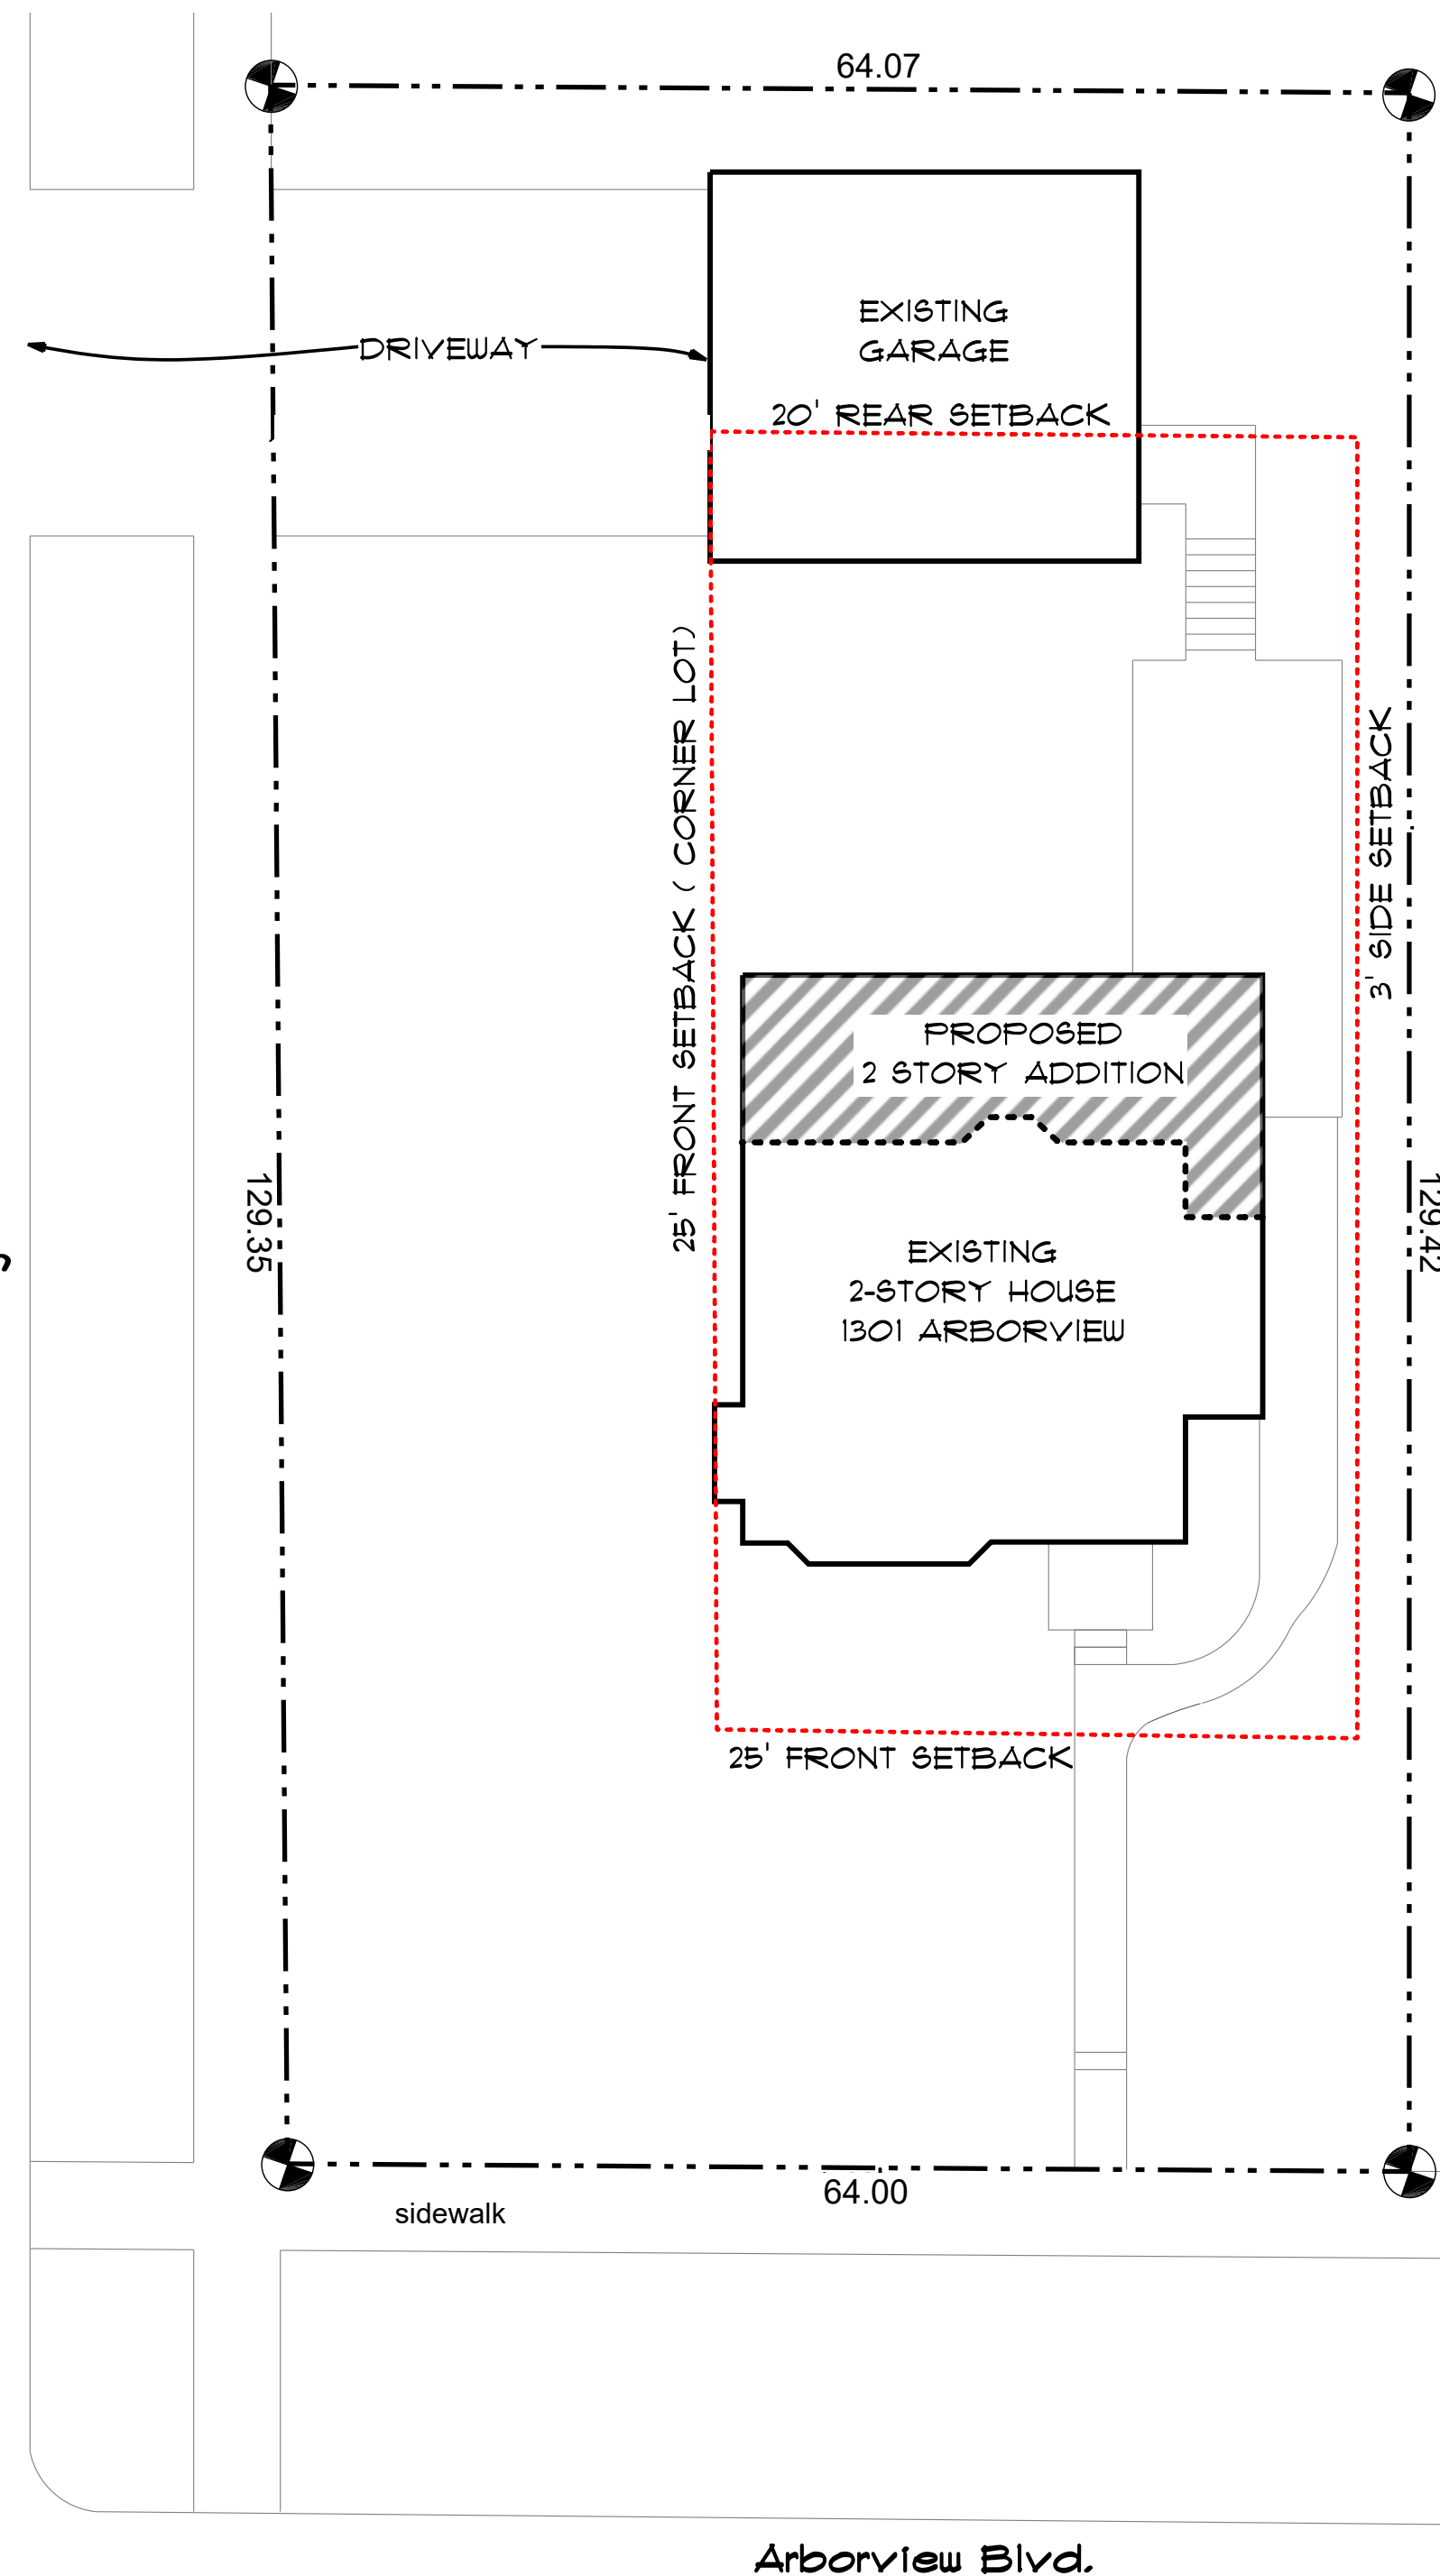 64.07
EXISTING
GARAGE
DRIVEWAY
20' REAR SETBACK
25' FRONT SETBACK ( CORNER LOT)
3' SIDE SETBACK
PROPOSED
2 STORY ADDITION
129.35
129.42
EXISTING
2-STORY HOUSE
1301 ARBORVIEW
25' FRONT SETBACK
64.00
sidewalk
Arborview Blvd.